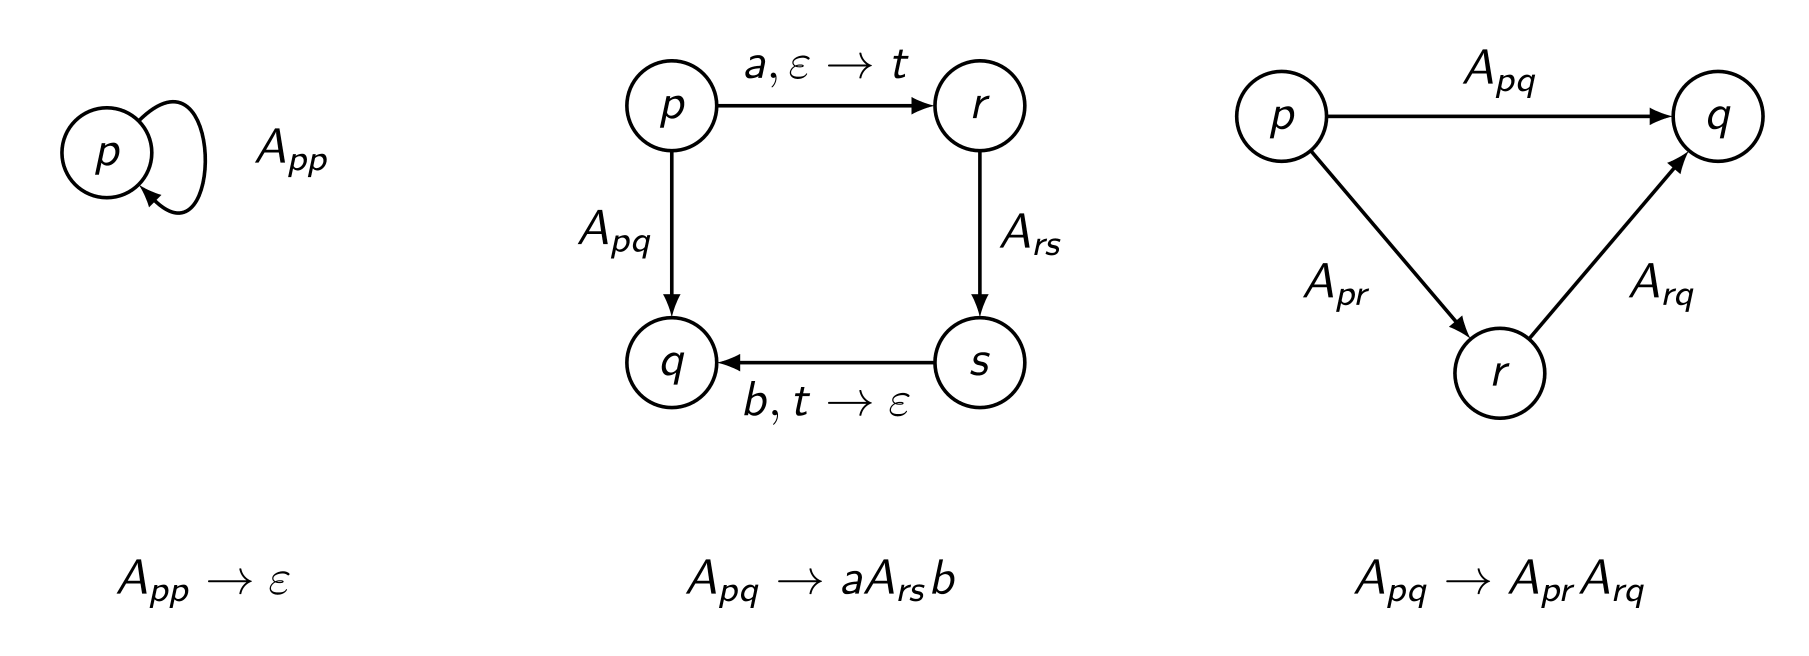 p
A_pp
A_pp → ε
a, ε → t
p
r
A_pq
A_rs
q
s
b, t → ε
A_pq → aA_rs b
A_pq
p
q
A_pr
A_rq
r
A_pq → A_pr A_rq